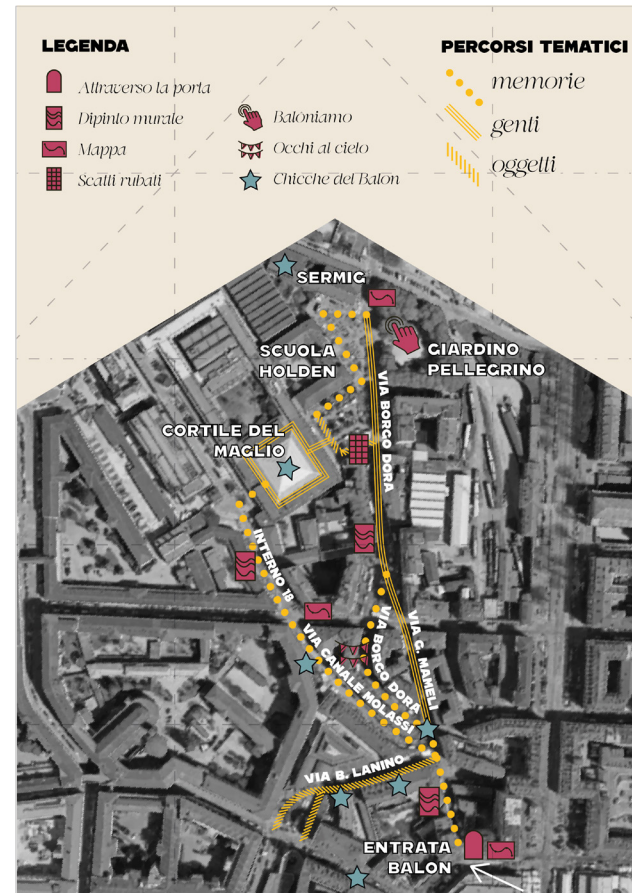 LEGENDA
Attraverso la porta
Dipinto murale
Mappa
Scatti rubati
Baloniamo
Occhi al cielo
Chicche del Balon
PERCORSI TEMATICI
memorie
genti
oggetti
SERMIG
SCUOLA
HOLDEN
GIARDINO
PELLEGRINO
VIA BORGO DORA
CORTILE DEL
MAGLIO
INTERNO 18
VIA CANALE MOLASSI
VIA BORGO DORA
VIA G. MAMELI
VIA B. LANINO
ENTRATA
BALON